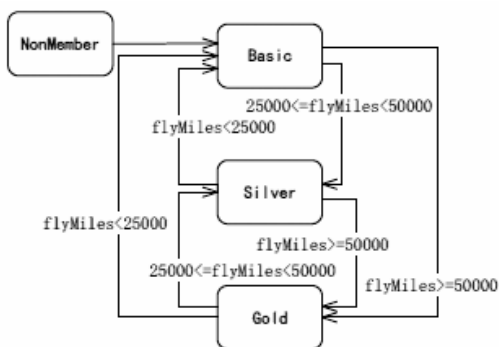 NonMember
Basic
25000<=flyMiles<50000
flyMiles<25000
Silver
flyMiles<25000
flyMiles>=50000
25000<=flyMiles<50000
flyMiles>=50000
Gold